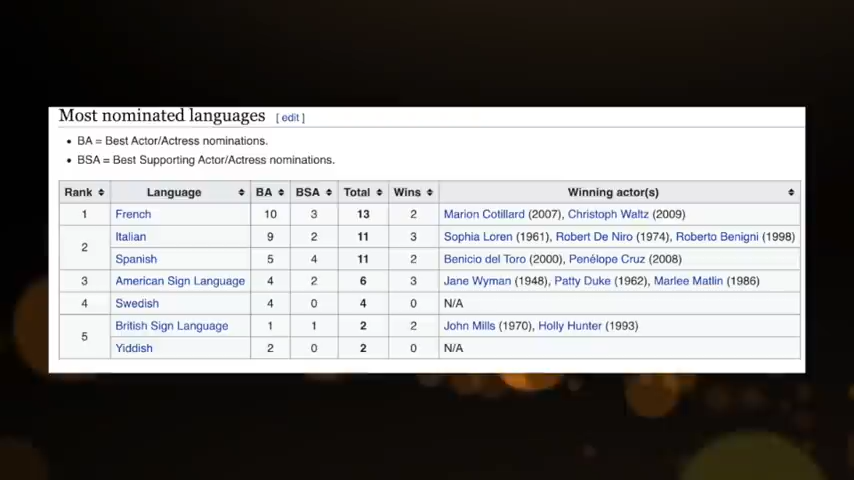 Most nominated languages [ edit ]
• BA = Best Actor/Actress nominations.
• BSA = Best Supporting Actor/Actress nominations.
Rank Language BA BSA Total Wins Winning actor(s)
1 French 10 3 13 2 Marion Cotillard (2007), Christoph Waltz (2009)
2 Italian 9 2 11 3 Sophia Loren (1961), Robert De Niro (1974), Roberto Benigni (1998)
Spanish 5 4 11 2 Benicio del Toro (2000), Penélope Cruz (2008)
3 American Sign Language 4 2 6 3 Jane Wyman (1948), Patty Duke (1962), Marlee Matlin (1986)
4 Swedish 4 0 4 0 N/A
5 British Sign Language 1 1 2 2 John Mills (1970), Holly Hunter (1993)
Yiddish 2 0 2 0 N/A